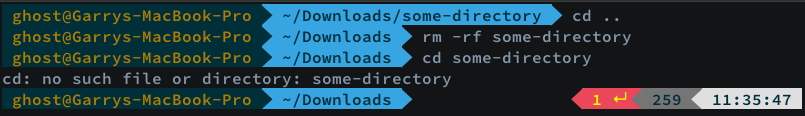 ghost@Garrys-MacBook-Pro ~/Downloads/some-directory cd ..
ghost@Garrys-MacBook-Pro ~/Downloads rm -rf some-directory
ghost@Garrys-MacBook-Pro ~/Downloads cd some-directory
cd: no such file or directory: some-directory
ghost@Garrys-MacBook-Pro ~/Downloads 1 ↵ 259 11:35:47